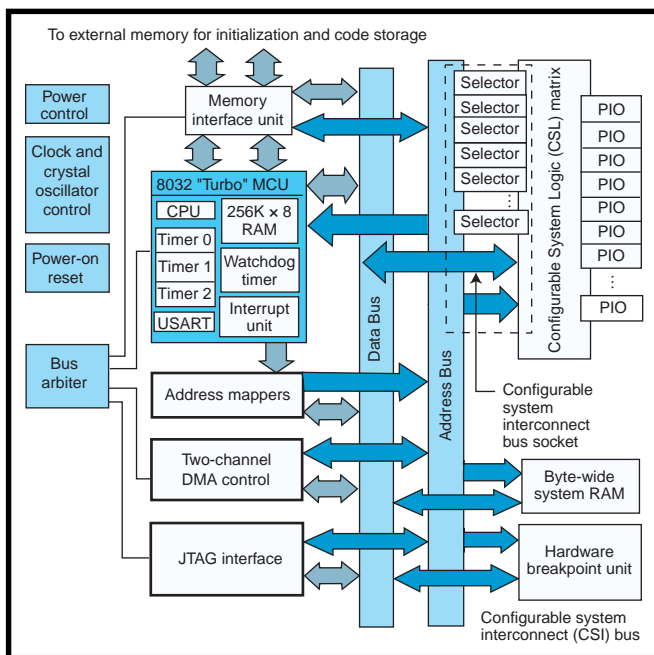 To external memory for initialization and code storage
Power
control
Clock and
crystal
oscillator
control
Power-on
reset
Bus
arbiter
Memory
interface unit
8032 "Turbo" MCU
CPU
Timer 0
Timer 1
Timer 2
USART
256K × 8
RAM
Watchdog
timer
Interrupt
unit
Address mappers
Two-channel
DMA control
JTAG interface
Data Bus
Address Bus
Selector
Selector
Selector
Selector
Selector
Selector
Configurable System Logic (CSL) matrix
PIO
PIO
PIO
PIO
PIO
PIO
PIO
PIO
Configurable
system
interconnect
bus socket
Byte-wide
system RAM
Hardware
breakpoint unit
Configurable system
interconnect (CSI) bus